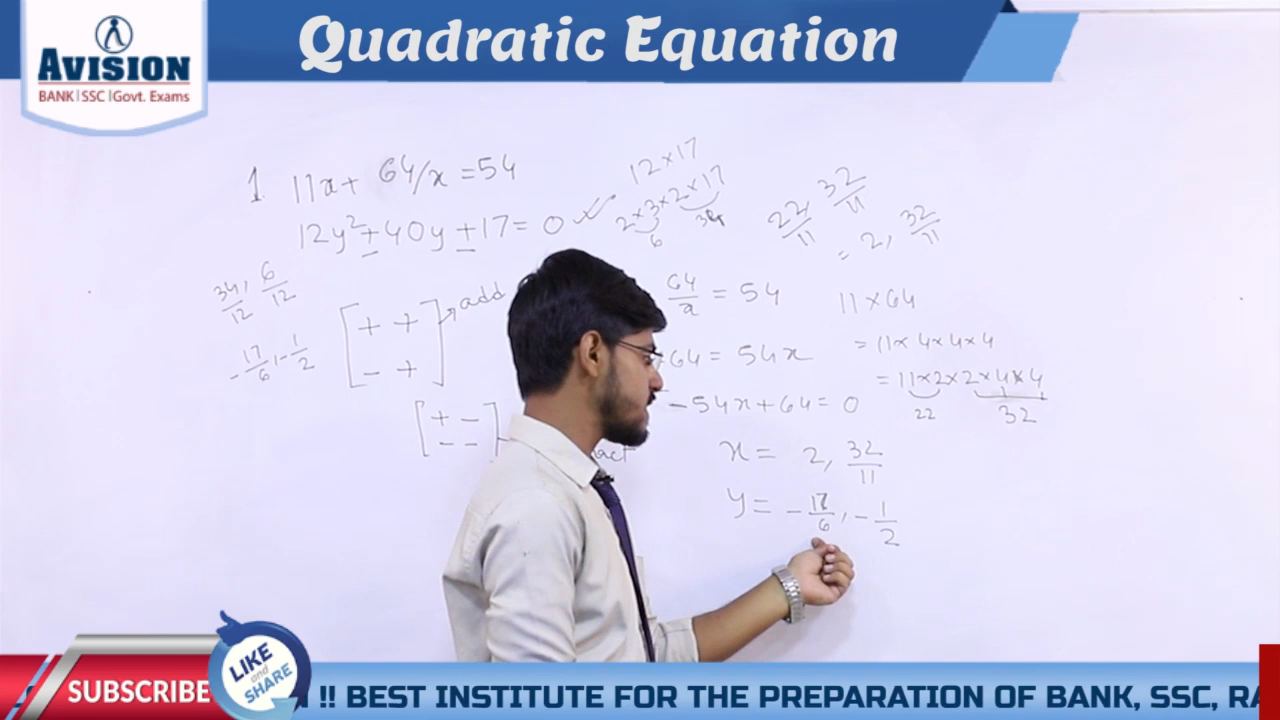 Quadratic Equation
AVISION
BANK | SSC | Govt. Exams
1. 11x + 64/x = 54
12y² + 40y + 17 = 0
12 × 17
2 × 3 × 2 × 17
6 34
22/11, 32/11
= 2, 32/11
34/12, 6/12
-17/6, -1/2
+ +
- +
add
+ -
- -
act
64/x = 54
64 = 54x
- 54x + 64 = 0
x = 2, 32/11
y = -17/6, -1/2
11 × 64
= 11 × 4 × 4 × 4
= 11 × 2 × 2 × 4 × 4
22 32
LIKE
and
SHARE
SUBSCRIBE
!! BEST INSTITUTE FOR THE PREPARATION OF BANK, SSC, RA